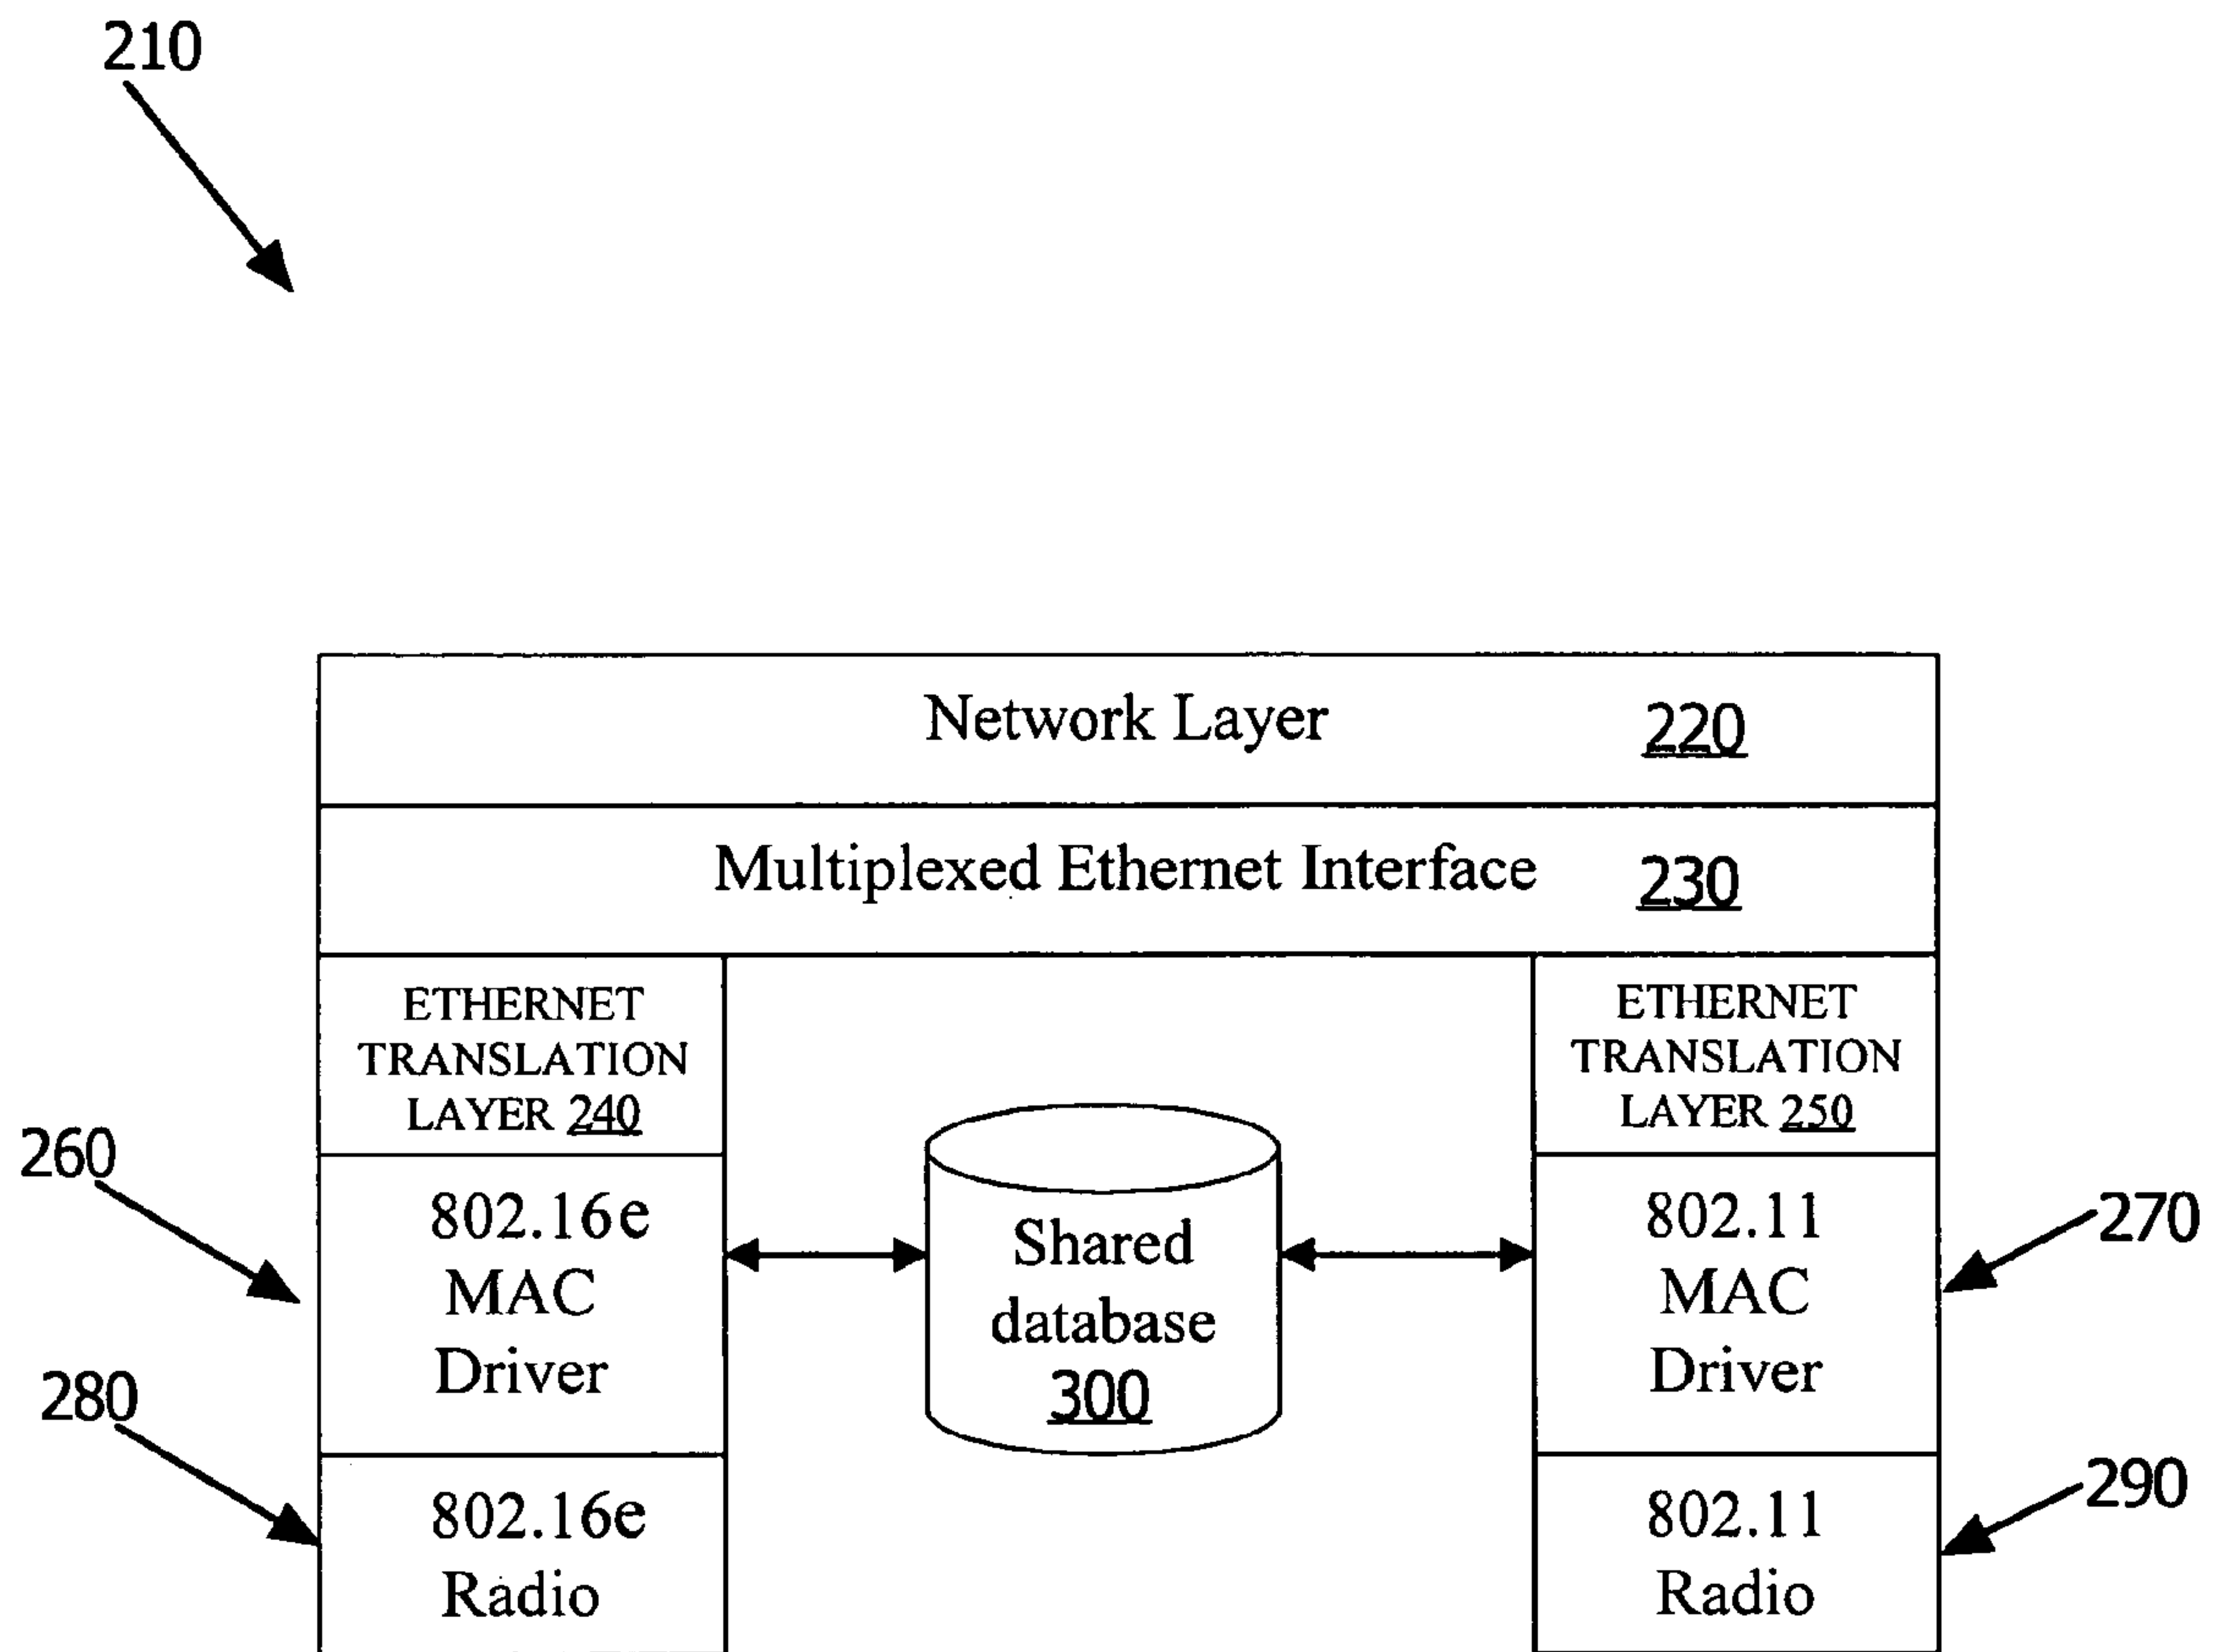 210
Network Layer 220
Multiplexed Ethernet Interface 230
ETHERNET
TRANSLATION
LAYER 240
ETHERNET
TRANSLATION
LAYER 250
260
802.16e
MAC
Driver
Shared
database
300
802.11
MAC
Driver
270
280
802.16e
Radio
802.11
Radio
290